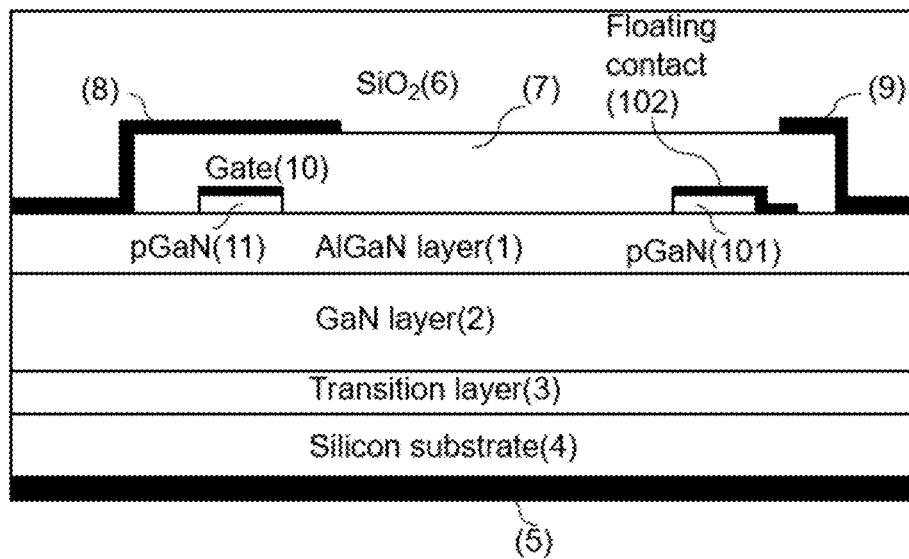 Floating
contact
(102)
(8)
SiO₂(6)
(7)
(9)
Gate(10)
pGaN(11)
AlGaN layer(1)
pGaN(101)
GaN layer(2)
Transition layer(3)
Silicon substrate(4)
(5)